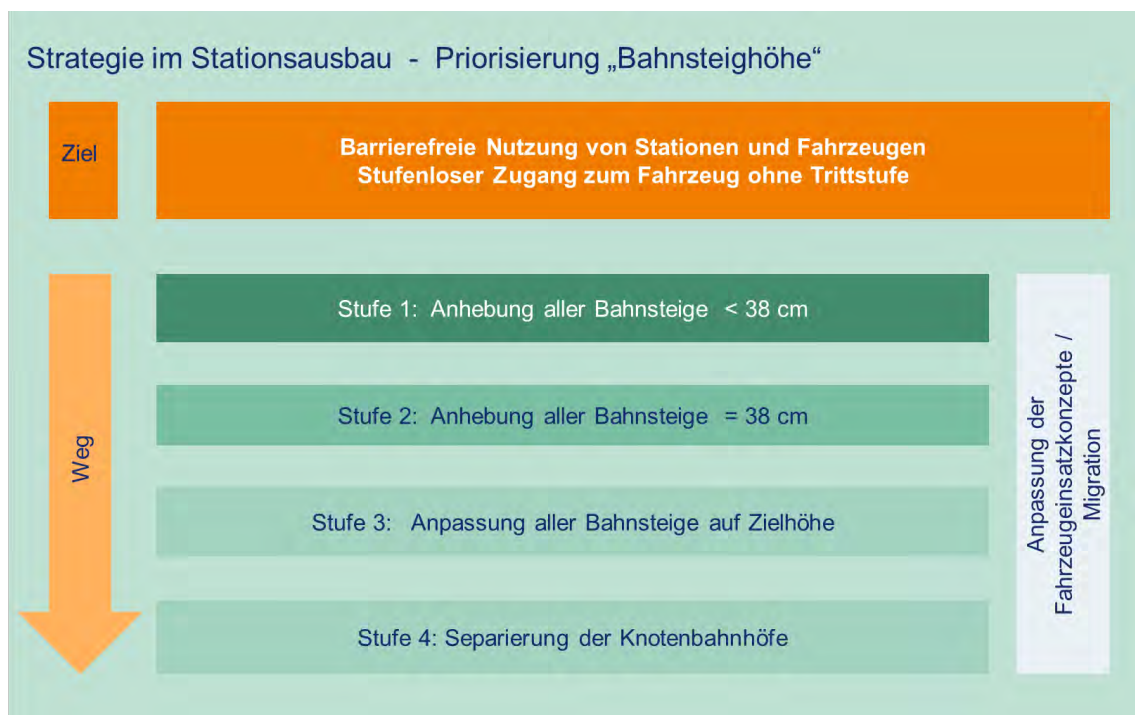 Strategie im Stationsausbau - Priorisierung „Bahnsteighöhe“
Ziel
Barrierefreie Nutzung von Stationen und Fahrzeugen
Stufenloser Zugang zum Fahrzeug ohne Trittstufe
Weg
Stufe 1: Anhebung aller Bahnsteige < 38 cm
Stufe 2: Anhebung aller Bahnsteige = 38 cm
Stufe 3: Anpassung aller Bahnsteige auf Zielhöhe
Stufe 4: Separierung der Knotenbahnhöfe
Anpassung der
Fahrzeugeinsatzkonzepte /
Migration